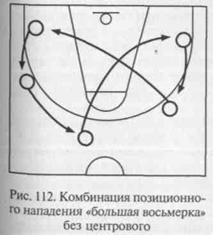 Рис. 112. Комбинация позиционно-
го нападения «большая восьмерка»
без центрового